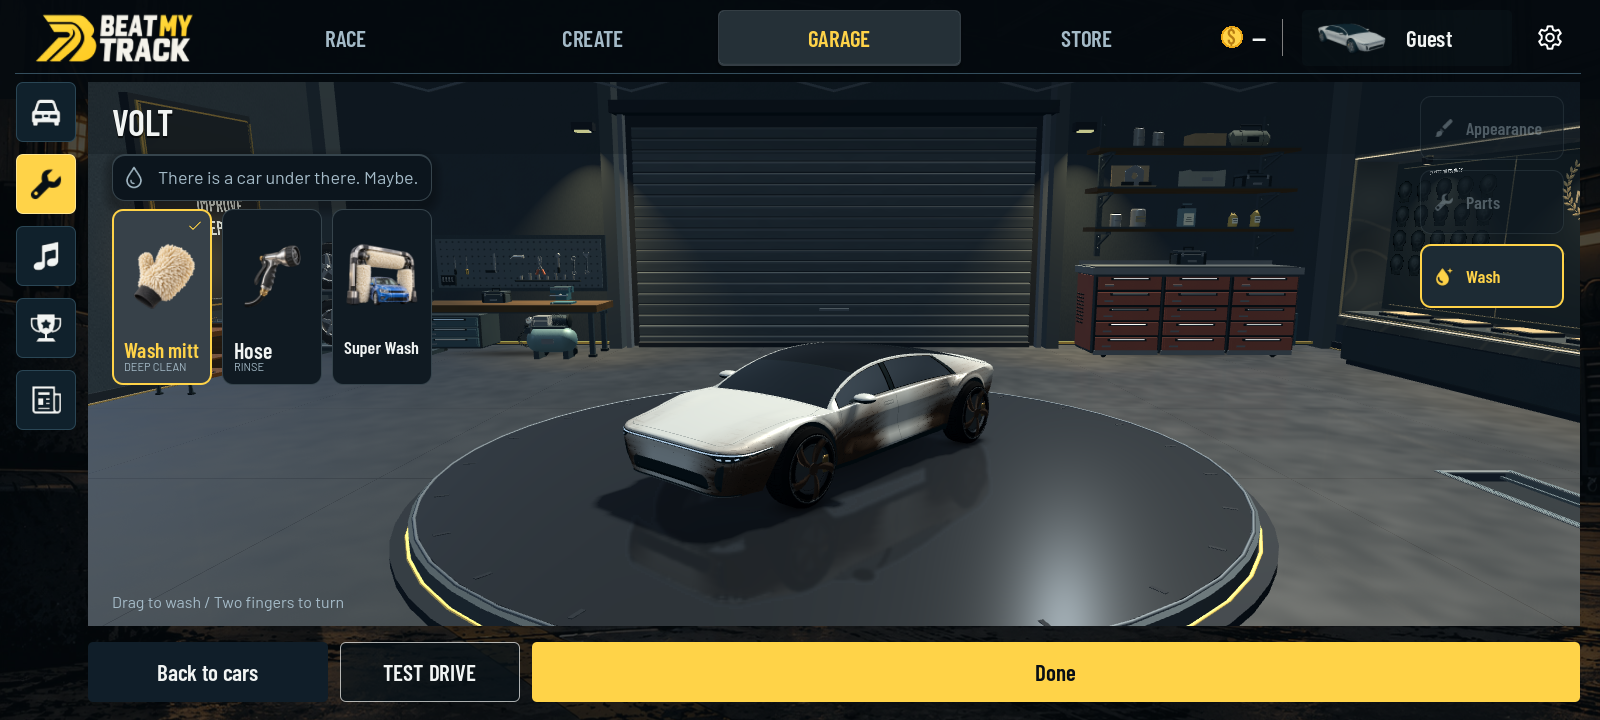 BEAT MY
TRACK
RACE
CREATE
GARAGE
STORE
–
Guest
VOLT
There is a car under there. Maybe.
IMPROVE
Wash mitt
DEEP CLEAN
Hose
RINSE
Super Wash
Appearance
Parts
Wash
Drag to wash / Two fingers to turn
Back to cars
TEST DRIVE
Done